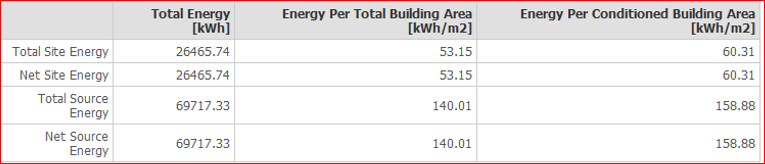 Total Energy Energy Per Total Building Area Energy Per Conditioned Building Area
[kWh] [kWh/m2] [kWh/m2]
Total Site Energy 26465.74 53.15 60.31
Net Site Energy 26465.74 53.15 60.31
Total Source
Energy 69717.33 140.01 158.88
Net Source
Energy 69717.33 140.01 158.88